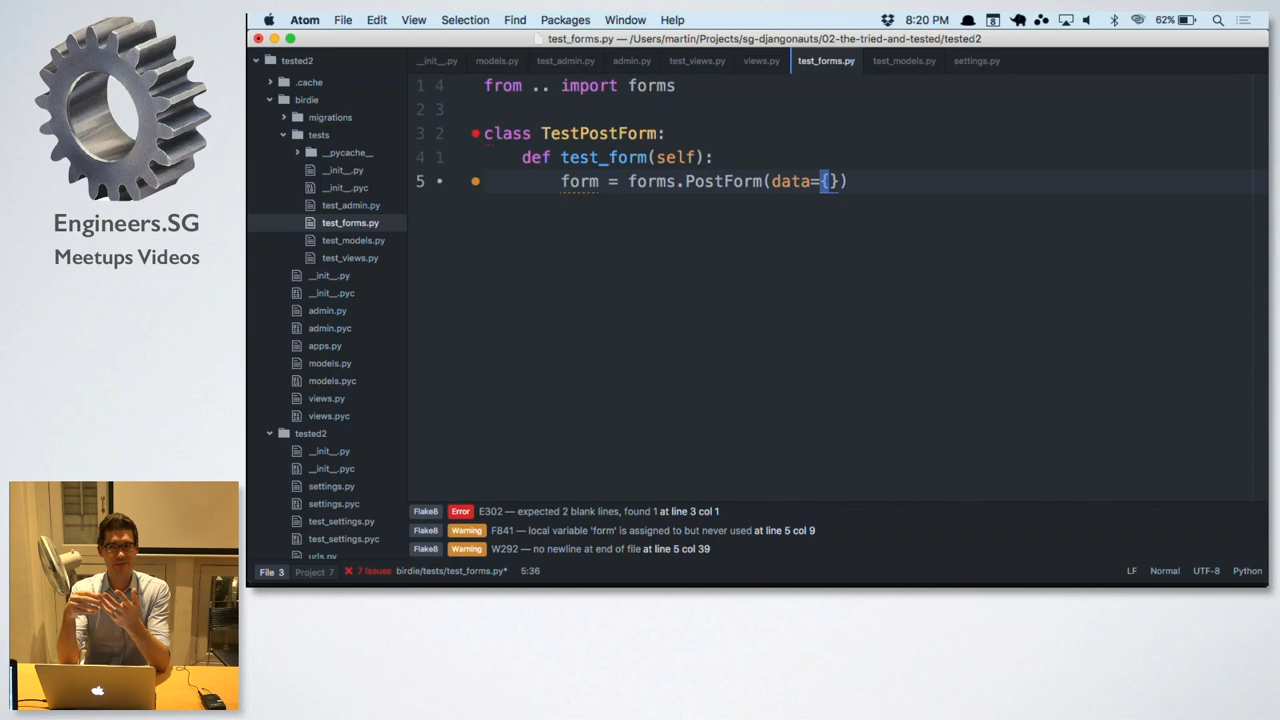 Engineers.SG
Meetups Videos
Atom File Edit View Selection Find Packages Window Help 8 8:20 PM 62%
test_forms.py — /Users/martin/Projects/sg-djangonauts/02-the-tried-and-tested/tested2
tested2
.cache
birdie
migrations
tests
__pycache__
__init__.py
__init__.pyc
test_admin.py
test_forms.py
test_models.py
test_views.py
__init__.py
__init__.pyc
admin.py
admin.pyc
apps.py
models.py
models.pyc
views.py
views.pyc
tested2
__init__.py
__init__.pyc
settings.py
settings.pyc
test_settings.py
test_settings.pyc
urls.py
__init__.py models.py test_admin.py admin.py test_views.py views.py test_forms.py test_models.py settings.py
1 4 from .. import forms
2 3
3 2 class TestPostForm:
4 1 def test_form(self):
5 • form = forms.PostForm(data={})
Flake8 Error E302 — expected 2 blank lines, found 1 at line 3 col 1
Flake8 Warning F841 — local variable 'form' is assigned to but never used at line 5 col 9
Flake8 Warning W292 — no newline at end of file at line 5 col 39
File 3 Project 7 7 Issues birdie/tests/test_forms.py* 5:36 LF Normal UTF-8 Python